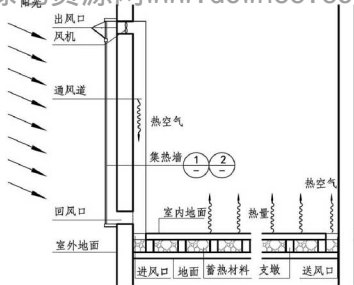 阳光
出风口
风机
通风道
热空气
集热墙
1
2
热空气
回风口
室内地面
热量
室外地面
进风口
地面
蓄热材料
支墩
送风口